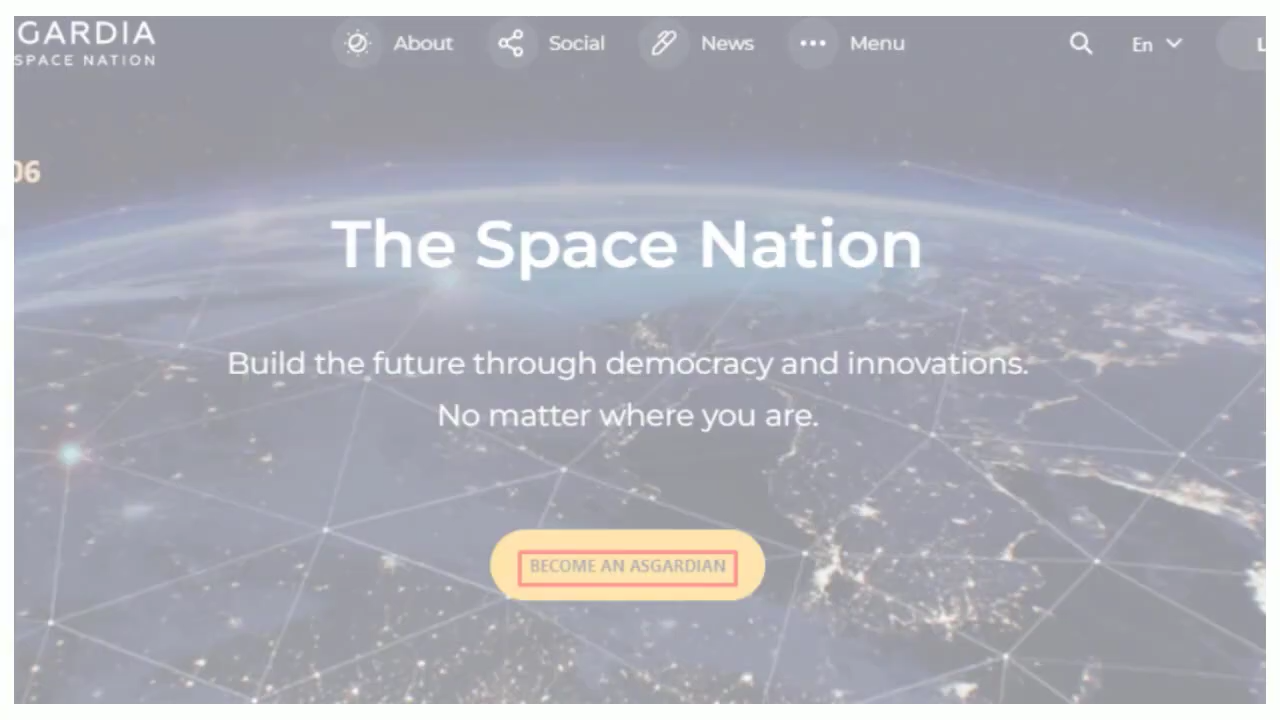 GARDIA
SPACE NATION
About
Social
News
Menu
En
L
06
The Space Nation
Build the future through democracy and innovations.
No matter where you are.
BECOME AN ASGARDIAN